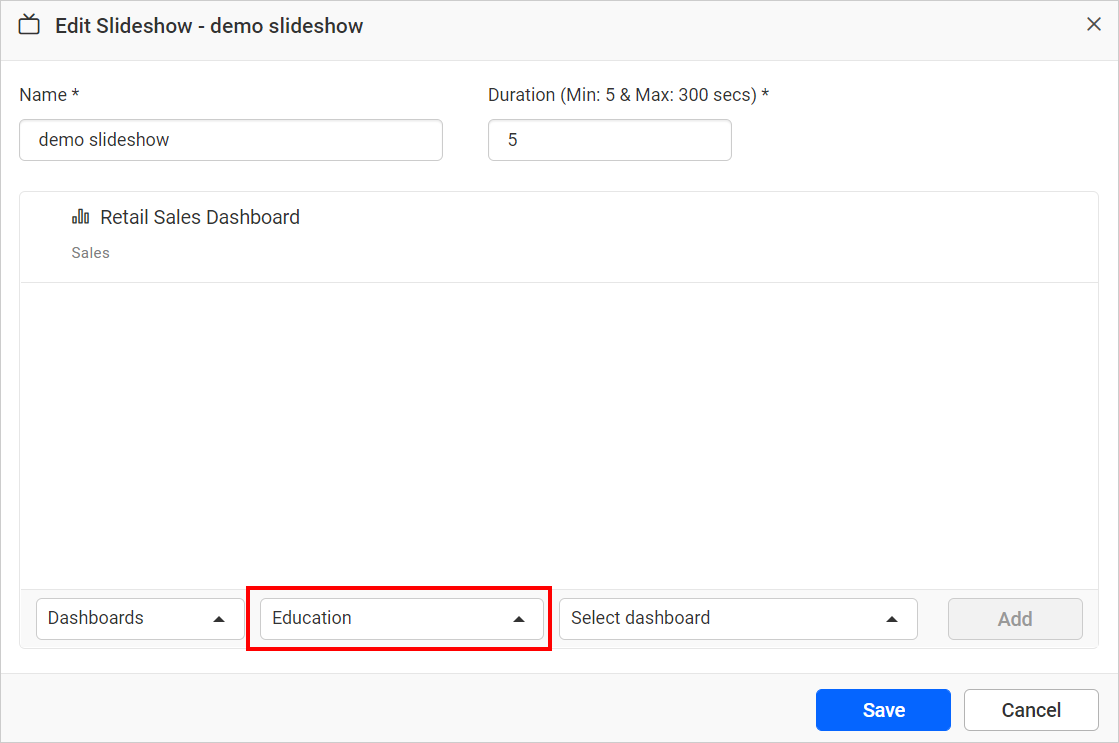 Edit Slideshow - demo slideshow
Name *
Duration (Min: 5 & Max: 300 secs) *
demo slideshow
5
Retail Sales Dashboard
Sales
Dashboards
Education
Select dashboard
Add
Save
Cancel